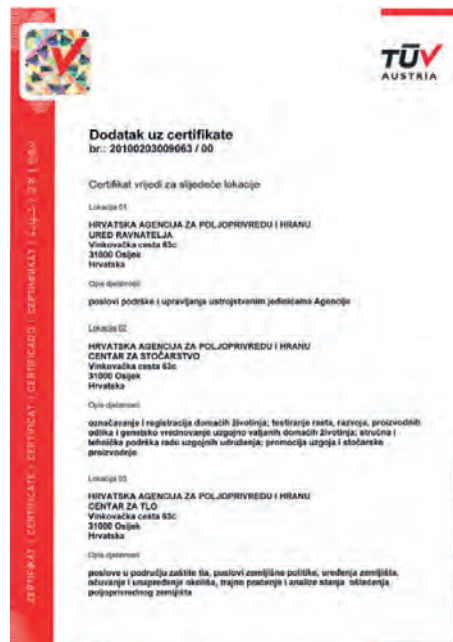 TÜV
AUSTRIA
Dodatak uz certifikate
br.: 20100203009063 / 00
Certifikat vrijedi za slijedeće lokacije
Lokacija 01
HRVATSKA AGENCIJA ZA POLJOPRIVREDU I HRANU
URED RAVNATELJA
Vinkovačka cesta 63c
31000 Osijek
Hrvatska
Opis djelatnosti
poslovi podrške i upravljanja ustrojstvenim jedinicama Agencije
Lokacija 02
HRVATSKA AGENCIJA ZA POLJOPRIVREDU I HRANU
CENTAR ZA STOČARSTVO
Vinkovačka cesta 63c
31000 Osijek
Hrvatska
Opis djelatnosti
označavanje i registracija domaćih životinja; testiranje rasta, razvoja, proizvodnih
odlika i genetsko vrednovanje uzgojno valjanih domaćih životinja; stručna i
tehnička podrška radu uzgojnih udruženja; promocija uzgoja i stočarske
proizvodnje
Lokacija 03
HRVATSKA AGENCIJA ZA POLJOPRIVREDU I HRANU
CENTAR ZA TLO
Vinkovačka cesta 63c
31000 Osijek
Hrvatska
Opis djelatnosti
poslove u području zaštite tla, poslovi zemljišne politike, uređenja zemljišta,
očuvanje i unapređenje okoliša, trajno praćenje i analize stanja oštećenja
poljoprivrednog zemljišta
ZERTIFIKAT | CERTIFICATE | CERTIFICAT | CERTIFICADO